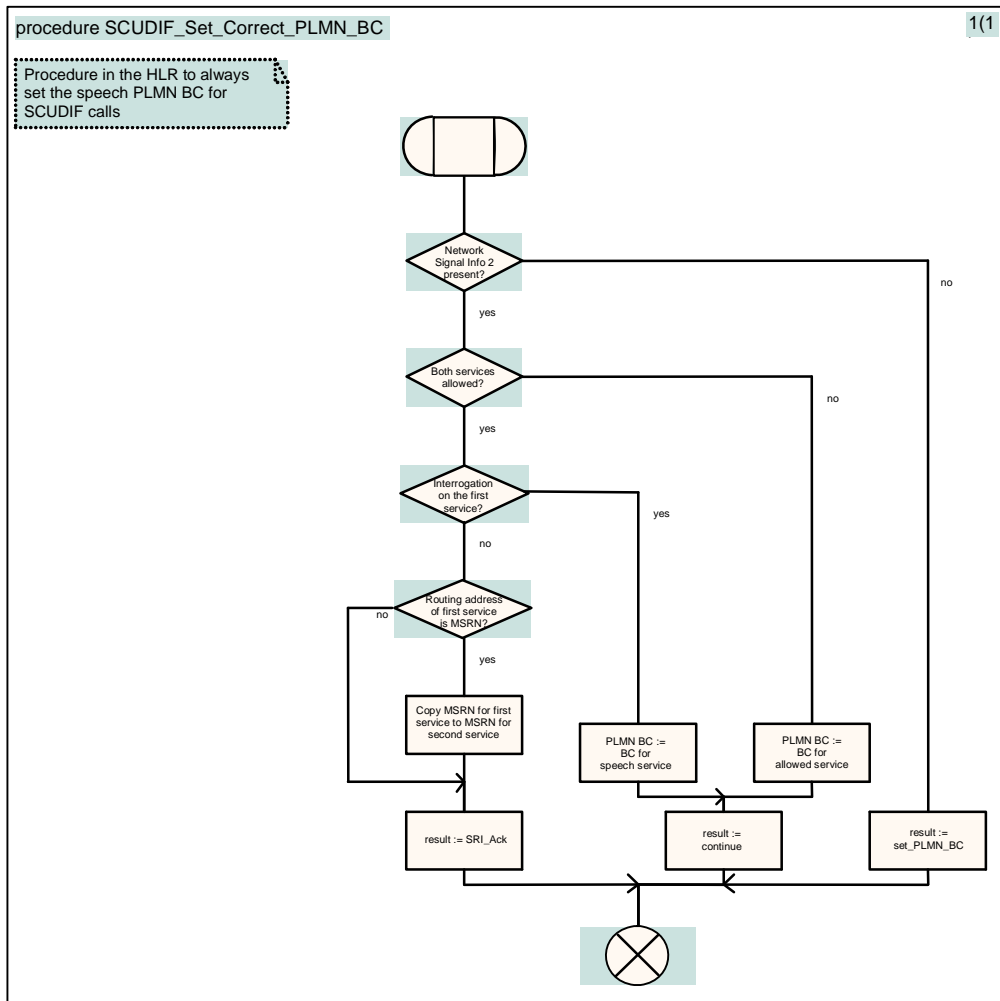 procedure SCUDIF_Set_Correct_PLMN_BC
1(1
Procedure in the HLR to always
set the speech PLMN BC for
SCUDIF calls
Network
Signal Info 2
present?
no
yes
Both services
allowed?
no
yes
Interrogation
on the first
service?
yes
no
Routing address
of first service
is MSRN?
no
yes
Copy MSRN for first
service to MSRN for
second service
PLMN BC :=
BC for
speech service
PLMN BC :=
BC for
allowed service
result := SRI_Ack
result :=
continue
result :=
set_PLMN_BC